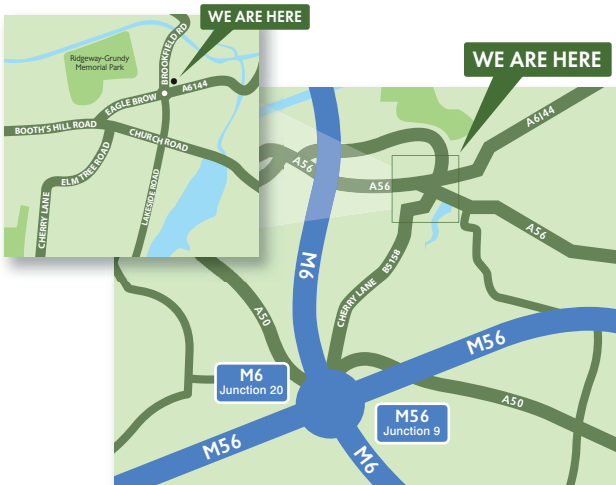 WE ARE HERE
Ridgeway-Grundy
Memorial Park
BROOKFIELD RD
EAGLE BROW
A6144
BOOTH'S HILL ROAD
CHURCH ROAD
ELM TREE ROAD
CHERRY LANE
LAKESIDE ROAD
WE ARE HERE
A6144
A56
A56
A56
M6
CHERRY LANE
B5158
A50
M56
M6
Junction 20
A50
M56
Junction 9
M56
M6